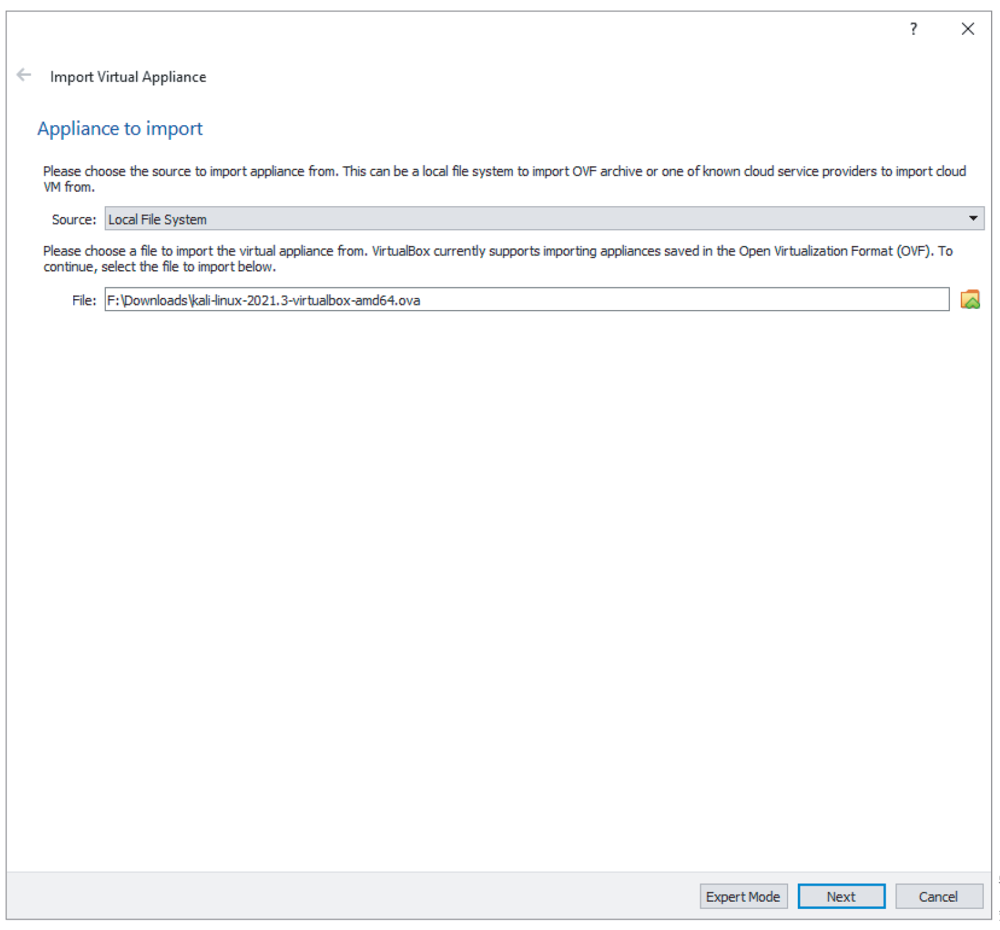 ?
Import Virtual Appliance
Appliance to import
Please choose the source to import appliance from. This can be a local file system to import OVF archive or one of known cloud service providers to import cloud
VM from.
Source: Local File System
Please choose a file to import the virtual appliance from. VirtualBox currently supports importing appliances saved in the Open Virtualization Format (OVF). To
continue, select the file to import below.
File: F:\Downloads\kali-linux-2021.3-virtualbox-amd64.ova
Expert Mode Next Cancel